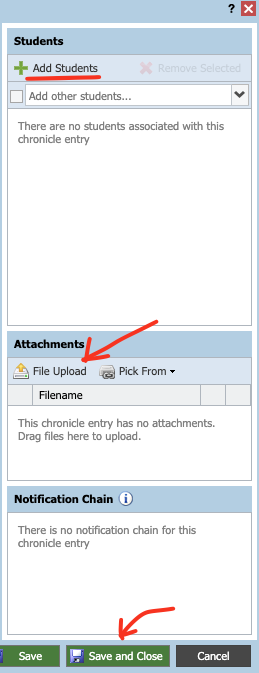 ?
Students
Add Students Remove Selected
Add other students...
There are no students associated with this
chronicle entry
Attachments
File Upload Pick From
Filename
This chronicle entry has no attachments.
Drag files here to upload.
Notification Chain i
There is no notification chain for this
chronicle entry
Save Save and Close Cancel